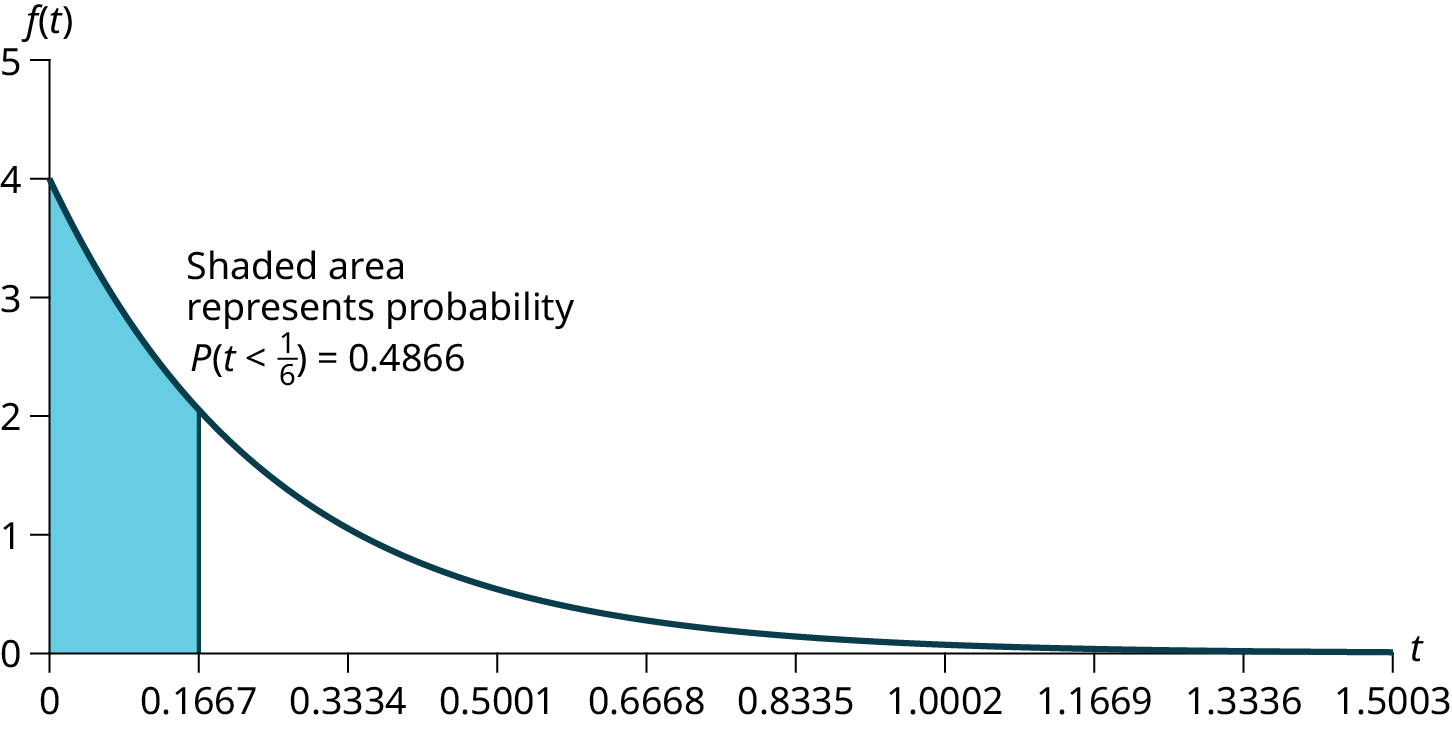 f(t)
5
4
3
2
1
0
Shaded area
represents probability
P(t < 1/6) = 0.4866
t
0 0.1667 0.3334 0.5001 0.6668 0.8335 1.0002 1.1669 1.3336 1.5003